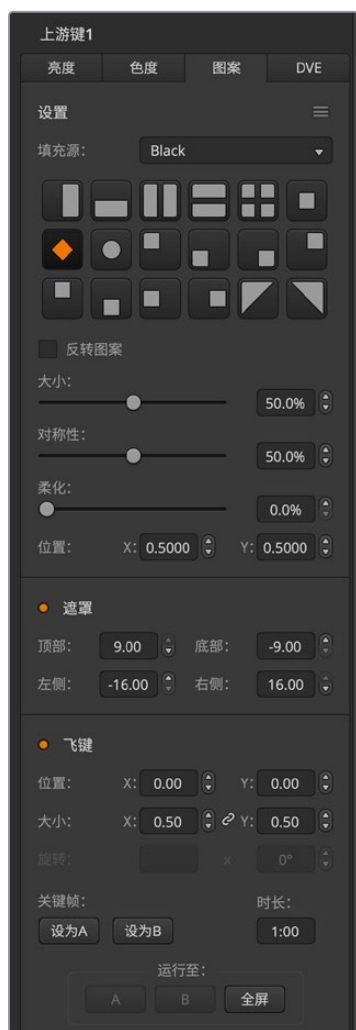 上游键1
亮度 色度 图案 DVE
设置
填充源: Black
反转图案
大小:
50.0%
对称性:
50.0%
柔化:
0.0%
位置: X: 0.5000 Y: 0.5000
遮罩
顶部: 9.00 底部: -9.00
左侧: -16.00 右侧: 16.00
飞键
位置: X: 0.00 Y: 0.00
大小: X: 0.50 Y: 0.50
旋转: x 0°
关键帧: 时长:
设为A 设为B 1:00
运行至:
A B 全屏